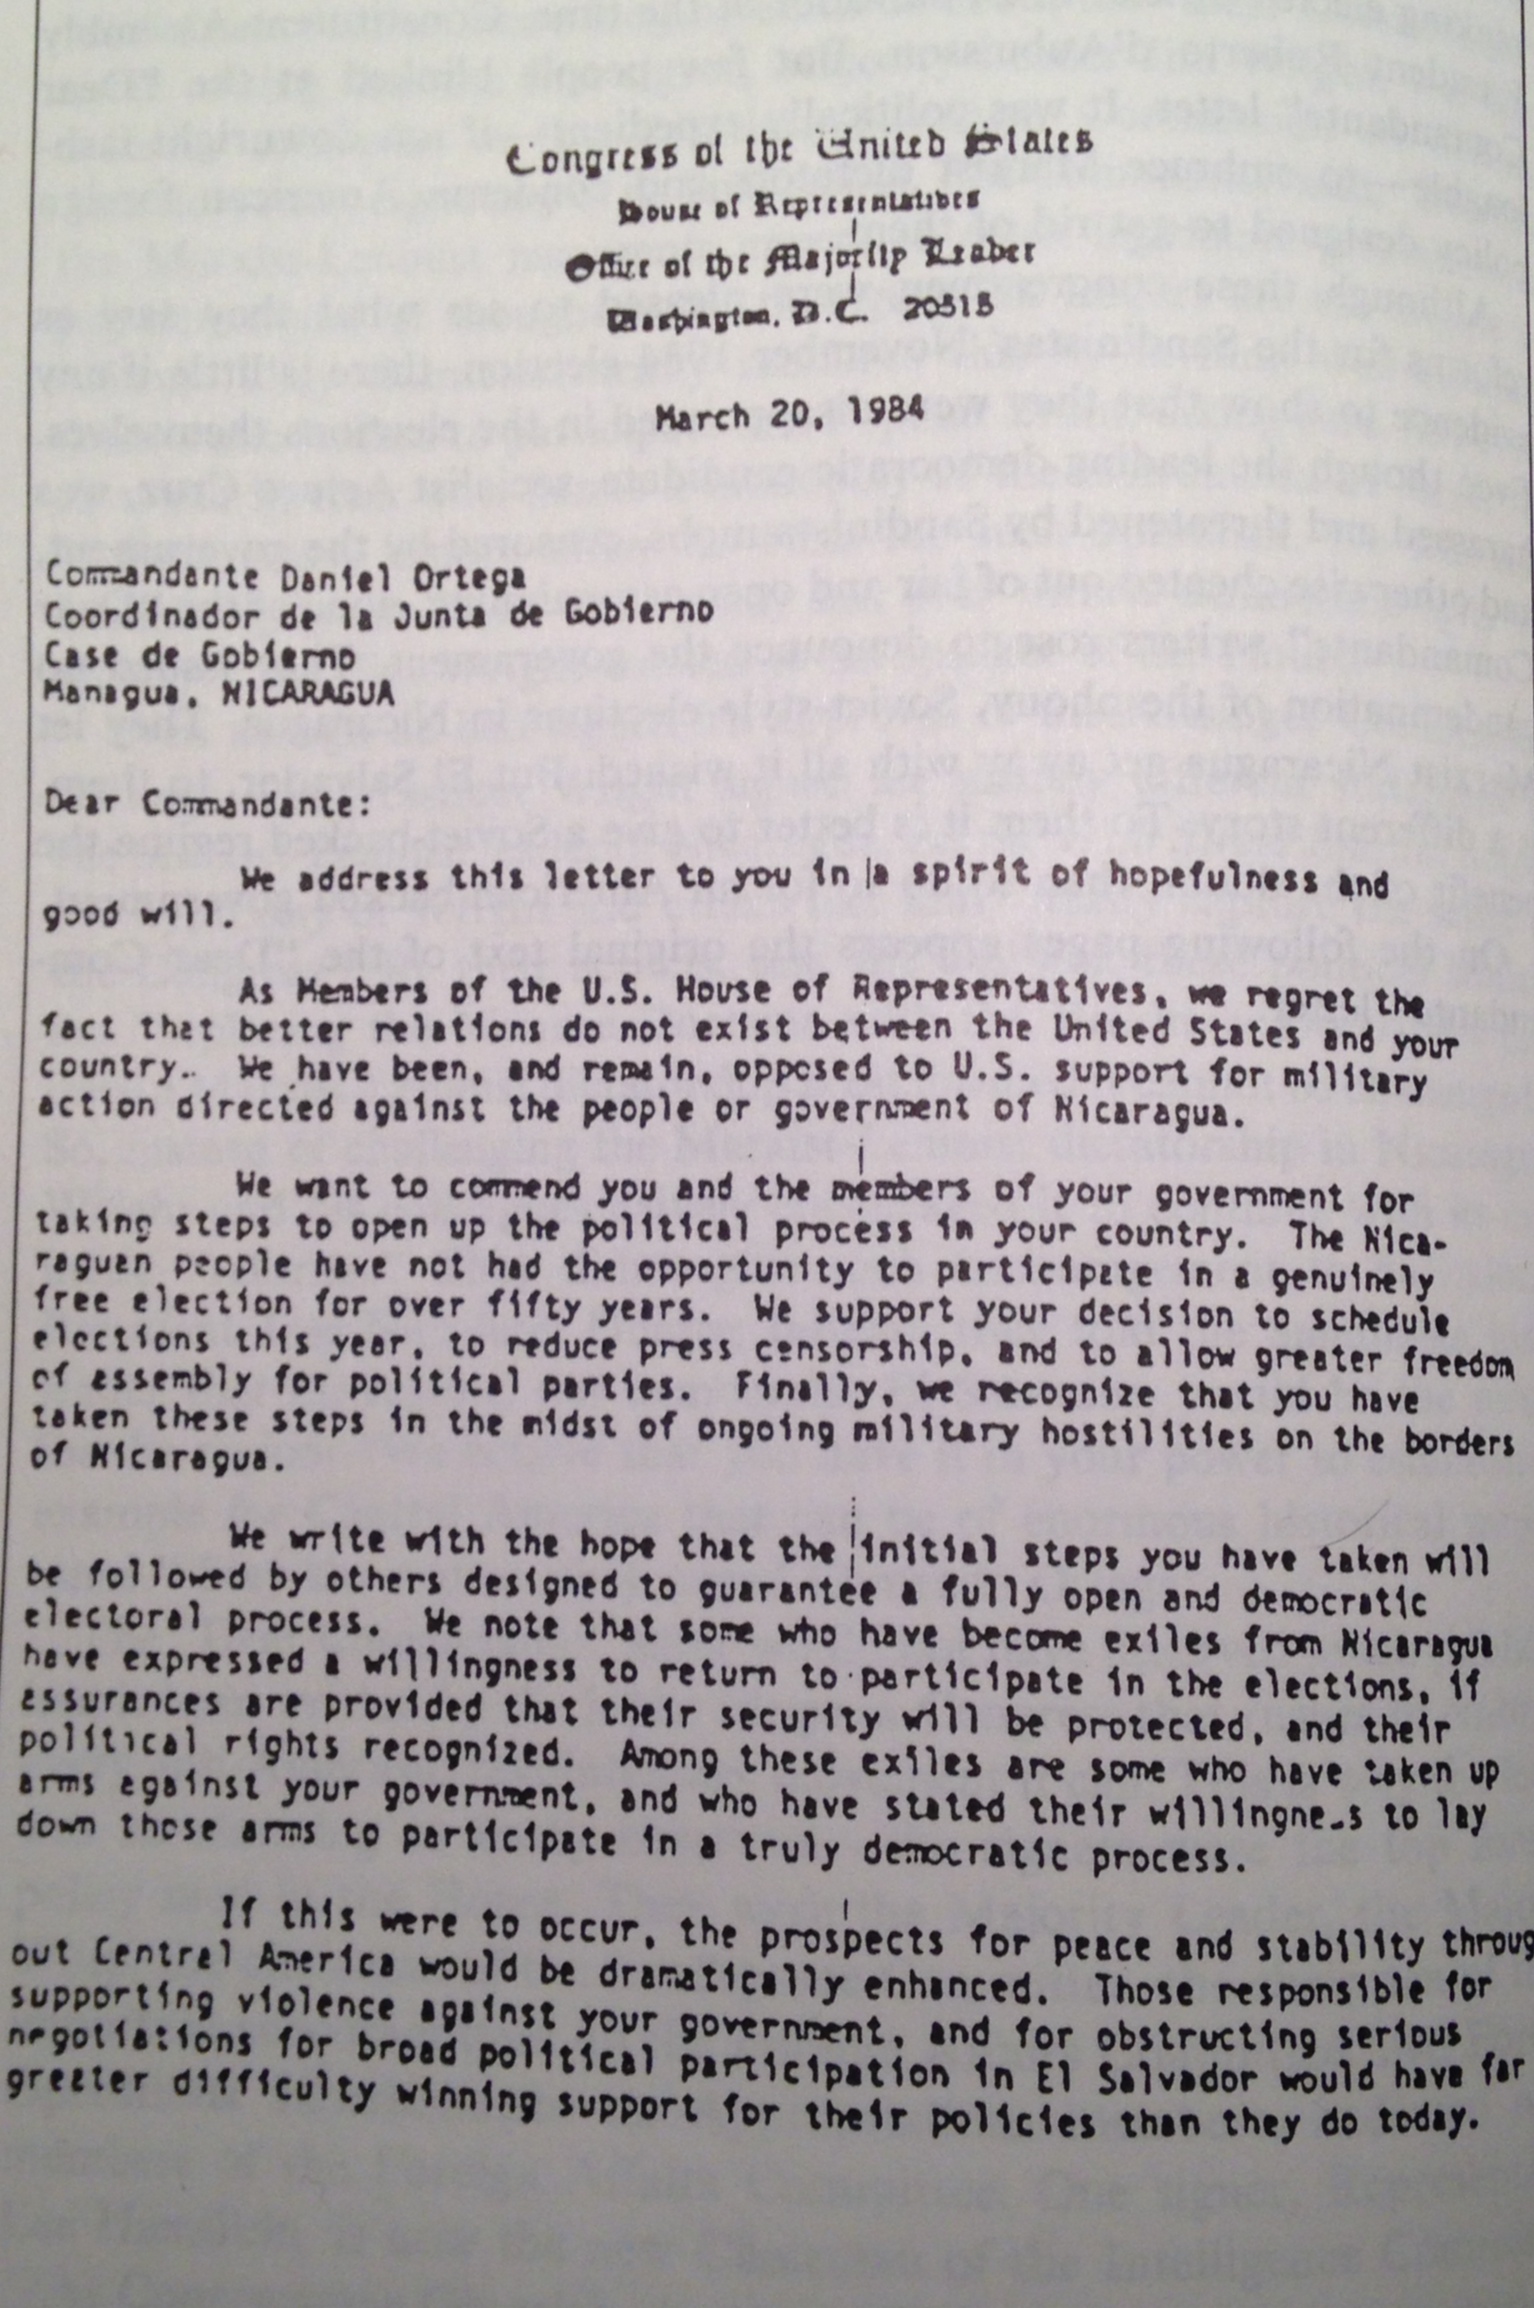 Congress of the United States
House of Representatives
Office of the Majority Leader
Washington, D.C. 20515
March 20, 1984
Commandante Daniel Ortega
Coordinador de la Junta de Gobierno
Case de Gobierno
Managua, NICARAGUA
Dear Commandante:
We address this letter to you in a spirit of hopefulness and
good will.
As Members of the U.S. House of Representatives, we regret the
fact that better relations do not exist between the United States and your
country. We have been, and remain, opposed to U.S. support for military
action directed against the people or government of Nicaragua.
We want to commend you and the members of your government for
taking steps to open up the political process in your country. The Nica-
raguan people have not had the opportunity to participate in a genuinely
free election for over fifty years. We support your decision to schedule
elections this year, to reduce press censorship, and to allow greater freedom
of assembly for political parties. Finally, we recognize that you have
taken these steps in the midst of ongoing military hostilities on the borders
of Nicaragua.
We write with the hope that the initial steps you have taken will
be followed by others designed to guarantee a fully open and democratic
electoral process. We note that some who have become exiles from Nicaragua
have expressed a willingness to return to participate in the elections, if
assurances are provided that their security will be protected, and their
political rights recognized. Among these exiles are some who have taken up
arms against your government, and who have stated their willingness to lay
down those arms to participate in a truly democratic process.
If this were to occur, the prospects for peace and stability throug
out Central America would be dramatically enhanced. Those responsible for
supporting violence against your government, and for obstructing serious
negotiations for broad political participation in El Salvador would have far
greater difficulty winning support for their policies than they do today.